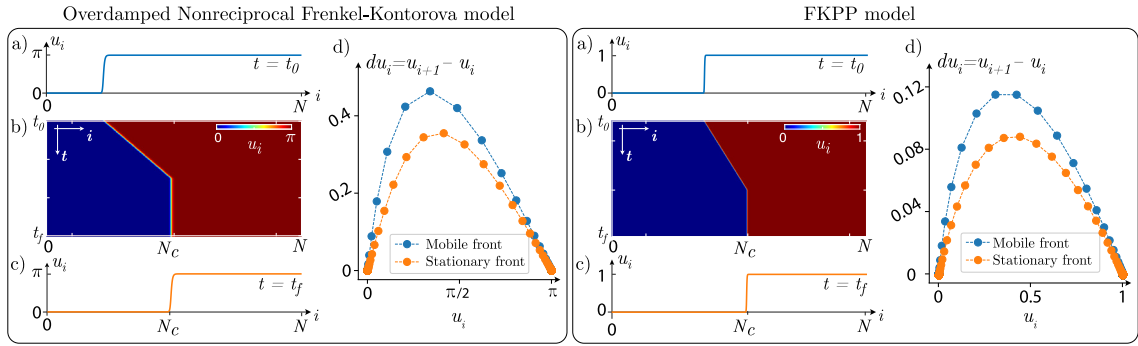 Overdamped Nonreciprocal Frenkel-Kontorova model
a)
u_i
π
0
t = t_0
0
N
i
b)
t_0
i
t
0
π
u_i
t_f
0
N_c
N
c)
u_i
π
0
t = t_f
0
N_c
N
i
d)
du_i=u_{i+1} − u_i
0.4
0.2
0
Mobile front
Stationary front
0
π/2
π
u_i
FKPP model
a)
u_i
1
0
t = t_0
0
N
i
b)
t_0
i
t
0
1
u_i
t_f
0
N_c
N
c)
u_i
1
0
t = t_f
0
N_c
N
i
d)
du_i=u_{i+1} − u_i
0.12
0.08
0.04
0
Mobile front
Stationary front
0
0.5
1
u_i